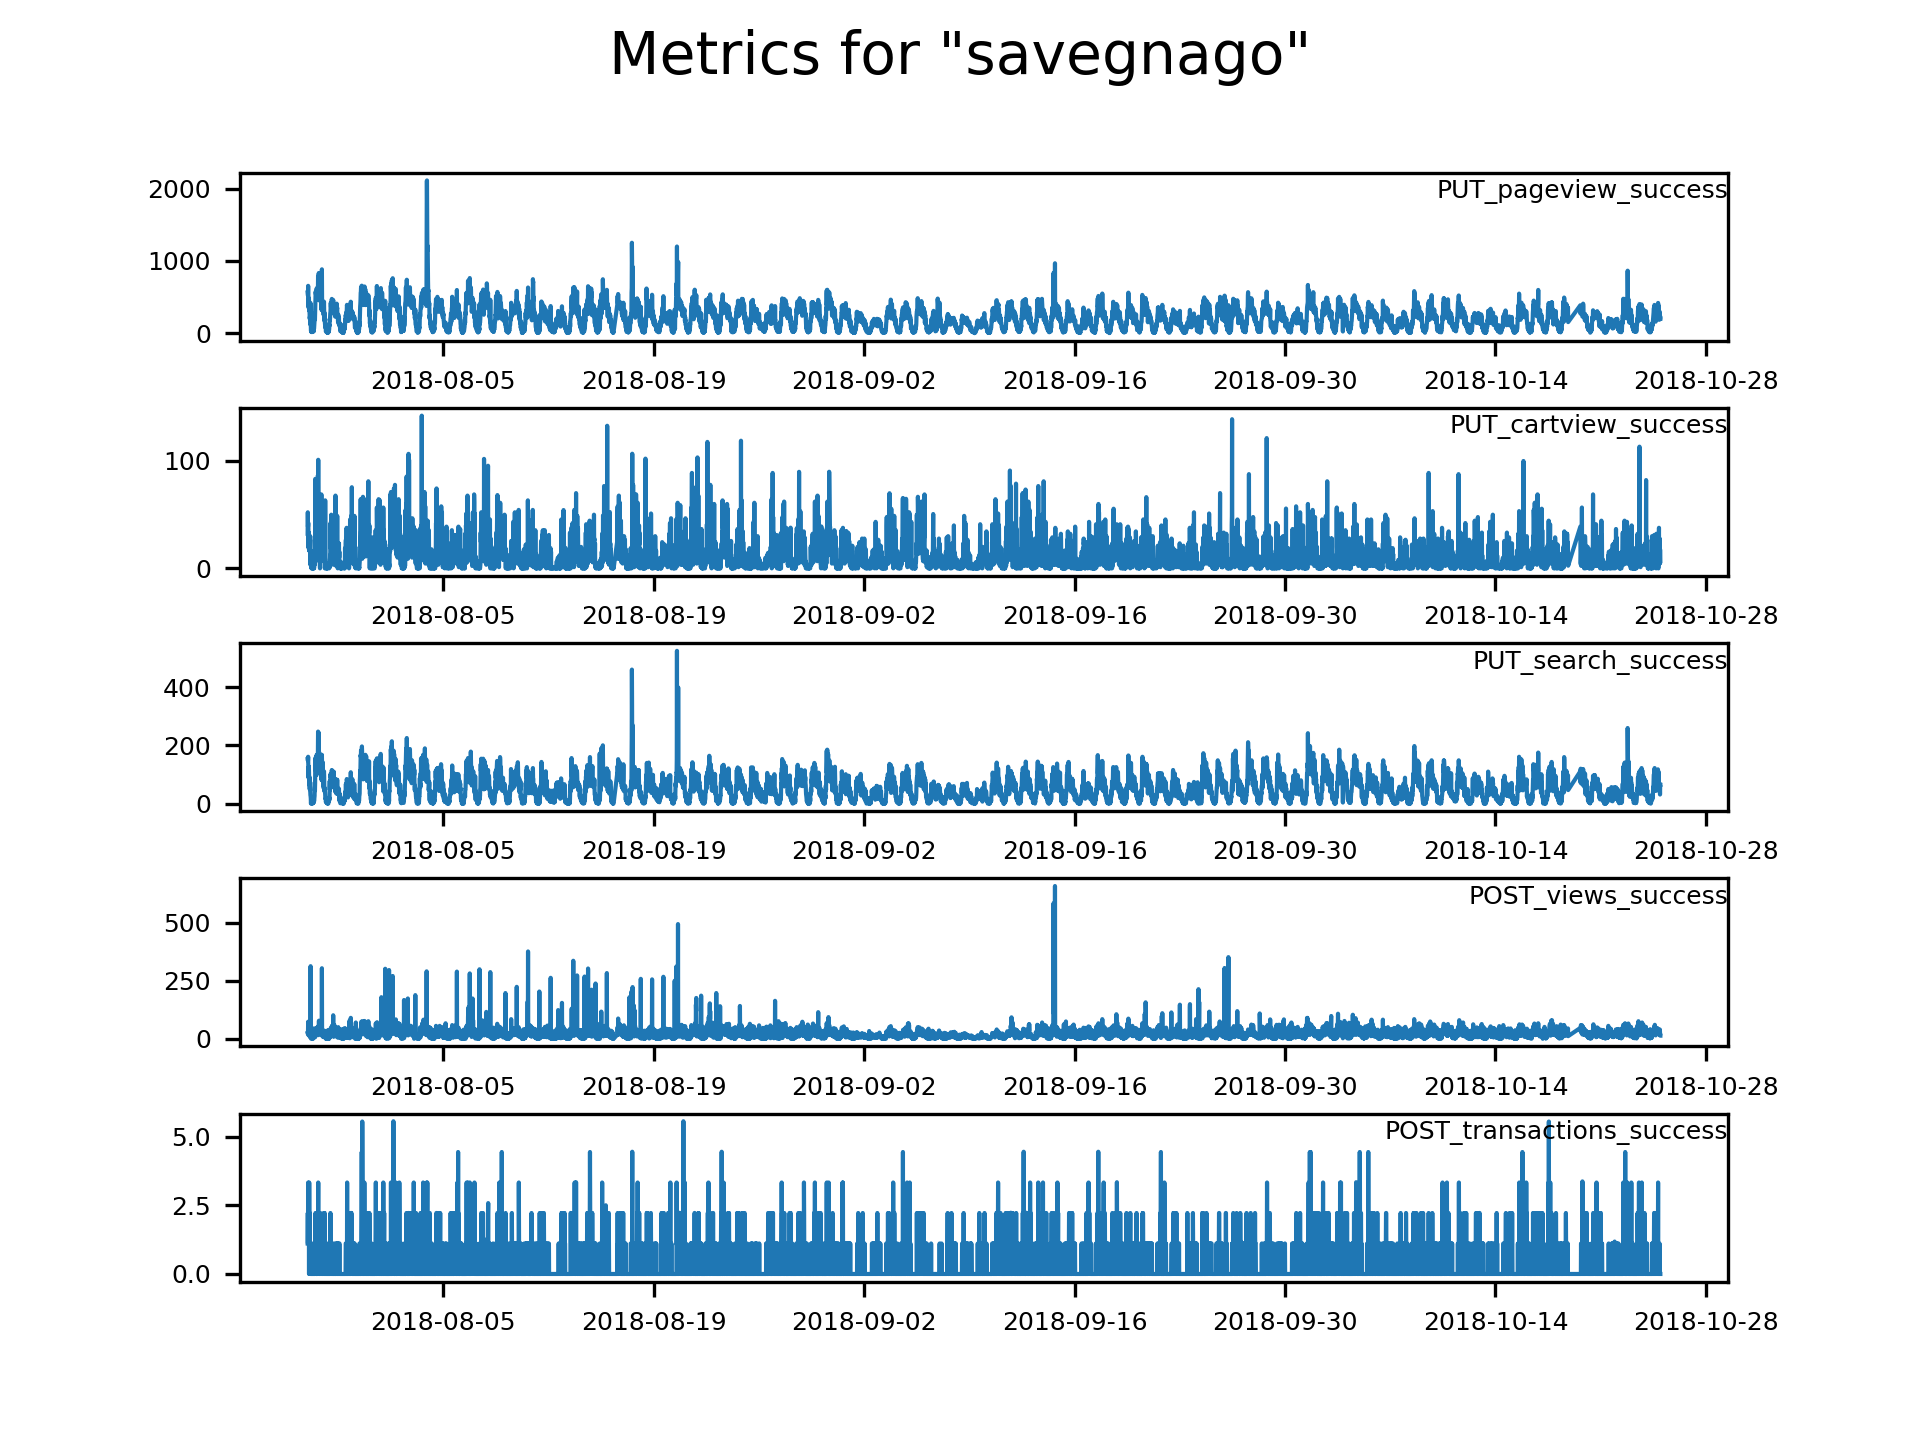 Metrics for "savegnago"
PUT_pageview_success
2000
1000
0
2018-08-05 2018-08-19 2018-09-02 2018-09-16 2018-09-30 2018-10-14 2018-10-28
PUT_cartview_success
100
0
2018-08-05 2018-08-19 2018-09-02 2018-09-16 2018-09-30 2018-10-14 2018-10-28
PUT_search_success
400
200
0
2018-08-05 2018-08-19 2018-09-02 2018-09-16 2018-09-30 2018-10-14 2018-10-28
POST_views_success
500
250
0
2018-08-05 2018-08-19 2018-09-02 2018-09-16 2018-09-30 2018-10-14 2018-10-28
POST_transactions_success
5.0
2.5
0.0
2018-08-05 2018-08-19 2018-09-02 2018-09-16 2018-09-30 2018-10-14 2018-10-28